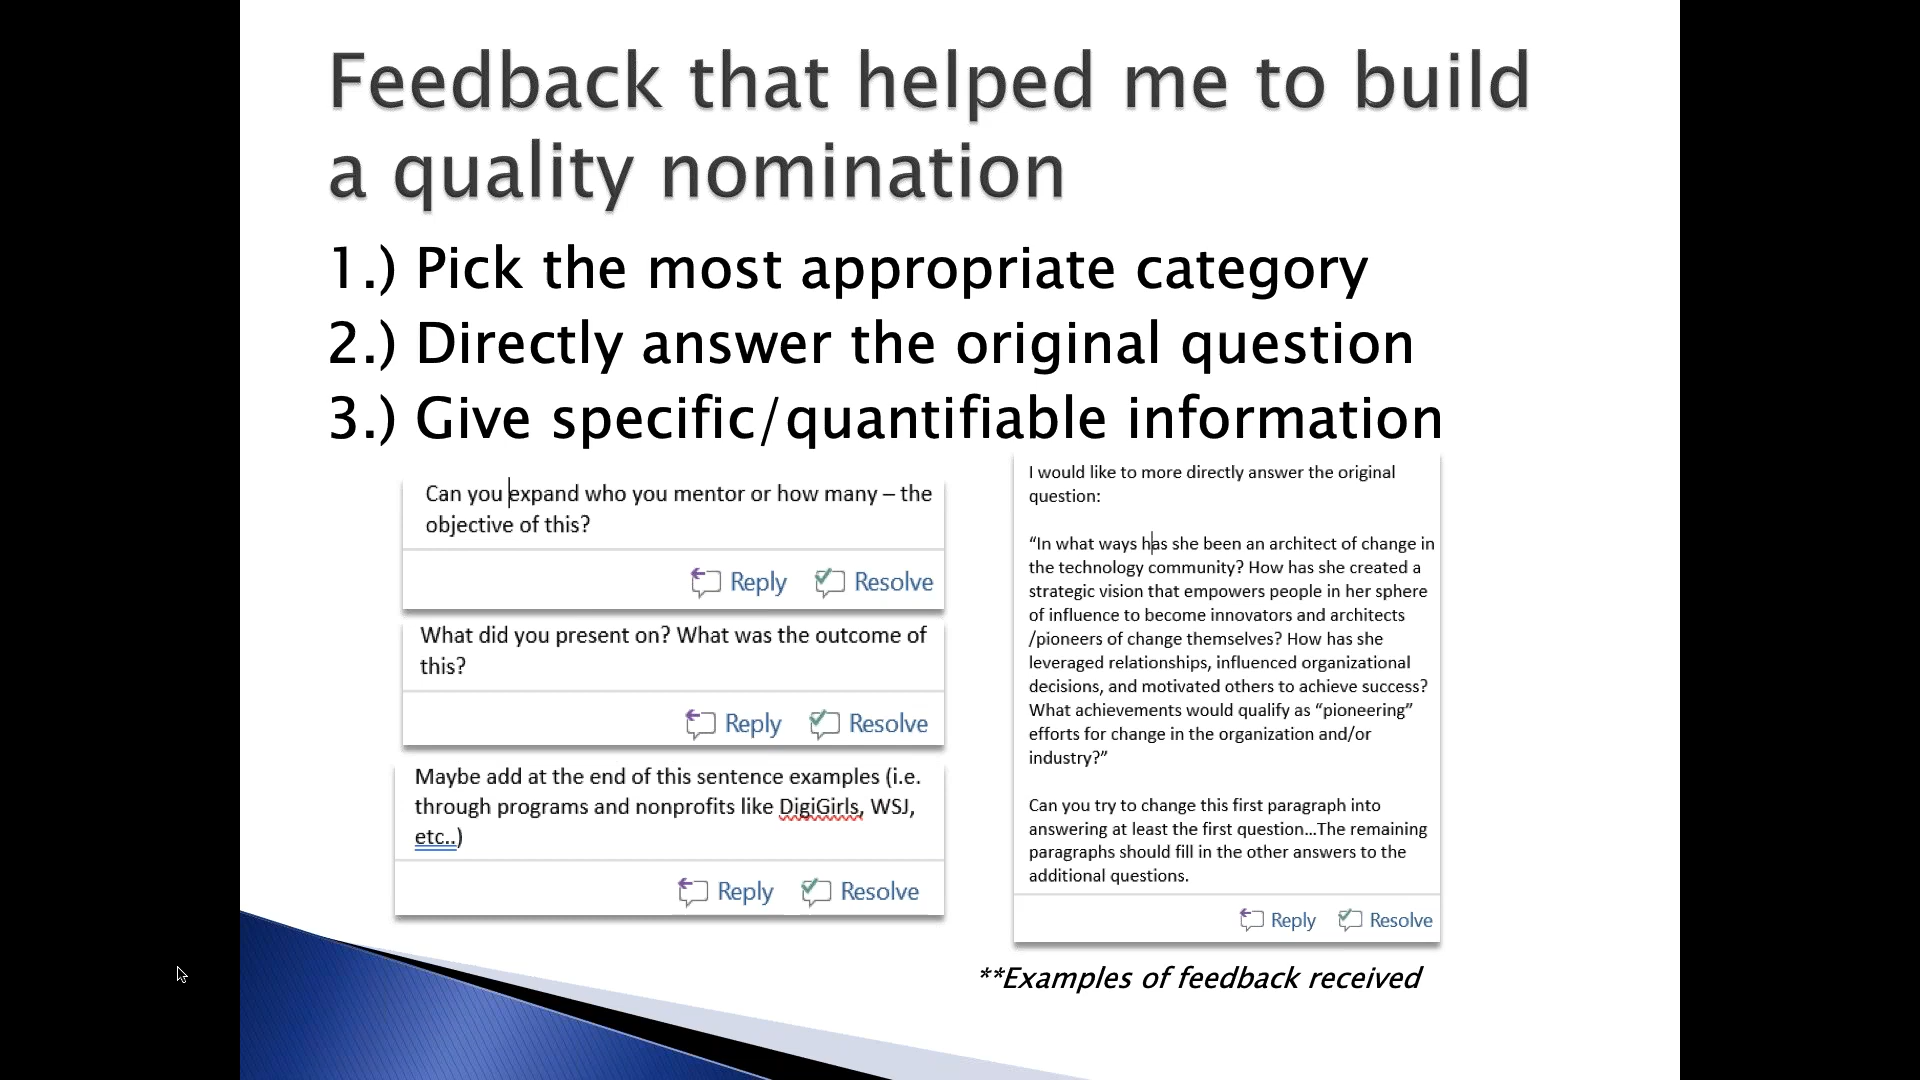 Feedback that helped me to build
a quality nomination
1.) Pick the most appropriate category
2.) Directly answer the original question
3.) Give specific/quantifiable information
Can you expand who you mentor or how many – the
objective of this?
Reply Resolve
What did you present on? What was the outcome of
this?
Reply Resolve
Maybe add at the end of this sentence examples (i.e.
through programs and nonprofits like DigiGirls, WSJ,
etc..)
Reply Resolve
I would like to more directly answer the original
question:
“In what ways has she been an architect of change in
the technology community? How has she created a
strategic vision that empowers people in her sphere
of influence to become innovators and architects
/pioneers of change themselves? How has she
leveraged relationships, influenced organizational
decisions, and motivated others to achieve success?
What achievements would qualify as “pioneering”
efforts for change in the organization and/or
industry?”
Can you try to change this first paragraph into
answering at least the first question…The remaining
paragraphs should fill in the other answers to the
additional questions.
Reply Resolve
**Examples of feedback received